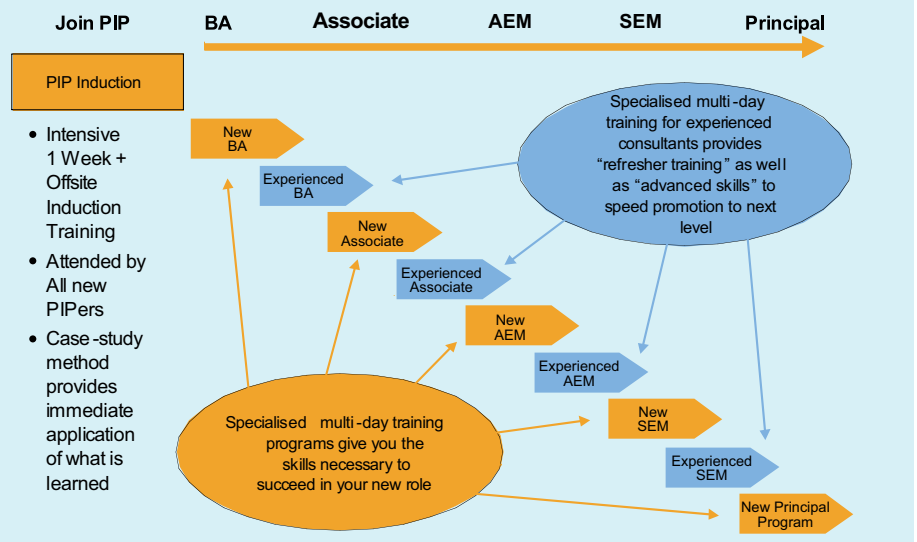 Join PIP
BA
Associate
AEM
SEM
Principal
PIP Induction
• Intensive
1 Week +
Offsite
Induction
Training
• Attended by
All new
PIPers
• Case-study
method
provides
immediate
application
of what is
learned
New
BA
Experienced
BA
New
Associate
Experienced
Associate
New
AEM
Experienced
AEM
New
SEM
Experienced
SEM
New Principal
Program
Specialised multi-day
training for experienced
consultants provides
“refresher training” as well
as “advanced skills” to
speed promotion to next
level
Specialised multi-day training
programs give you the
skills necessary to
succeed in your new role